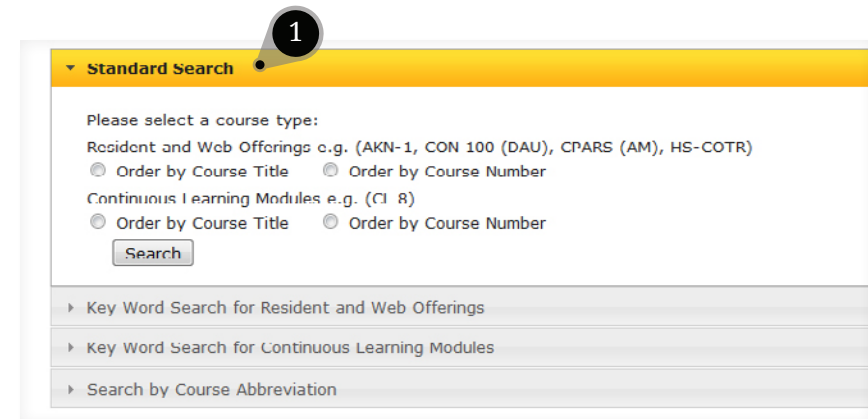 1
Standard Search
Please select a course type:
Resident and Web Offerings e.g. (AKN-1, CON 100 (DAU), CPARS (AM), HS-COTR)
Order by Course Title Order by Course Number
Continuous Learning Modules e.g. (CL 8)
Order by Course Title Order by Course Number
Search
Key Word Search for Resident and Web Offerings
Key Word Search for Continuous Learning Modules
Search by Course Abbreviation